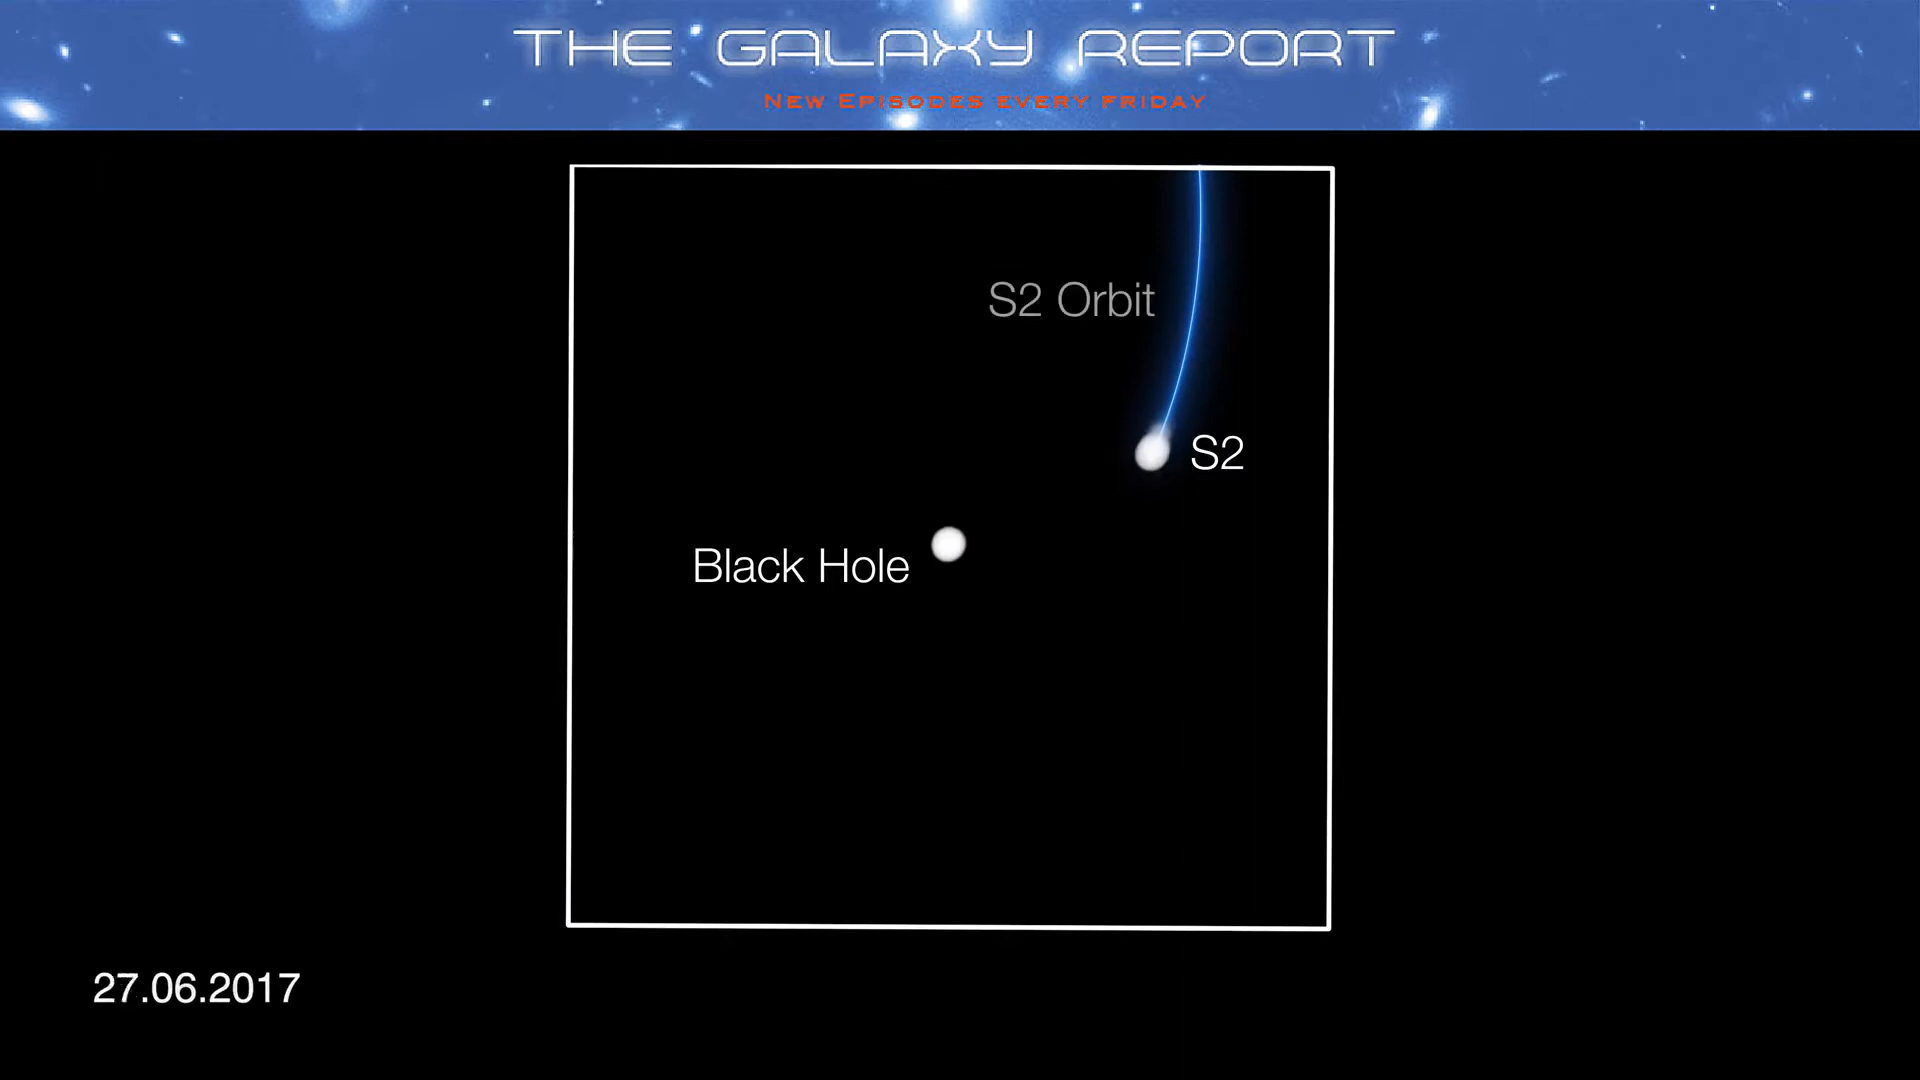 THE GALAXY REPORT
NEW EPISODES EVERY FRIDAY
S2 Orbit
S2
Black Hole
27.06.2017